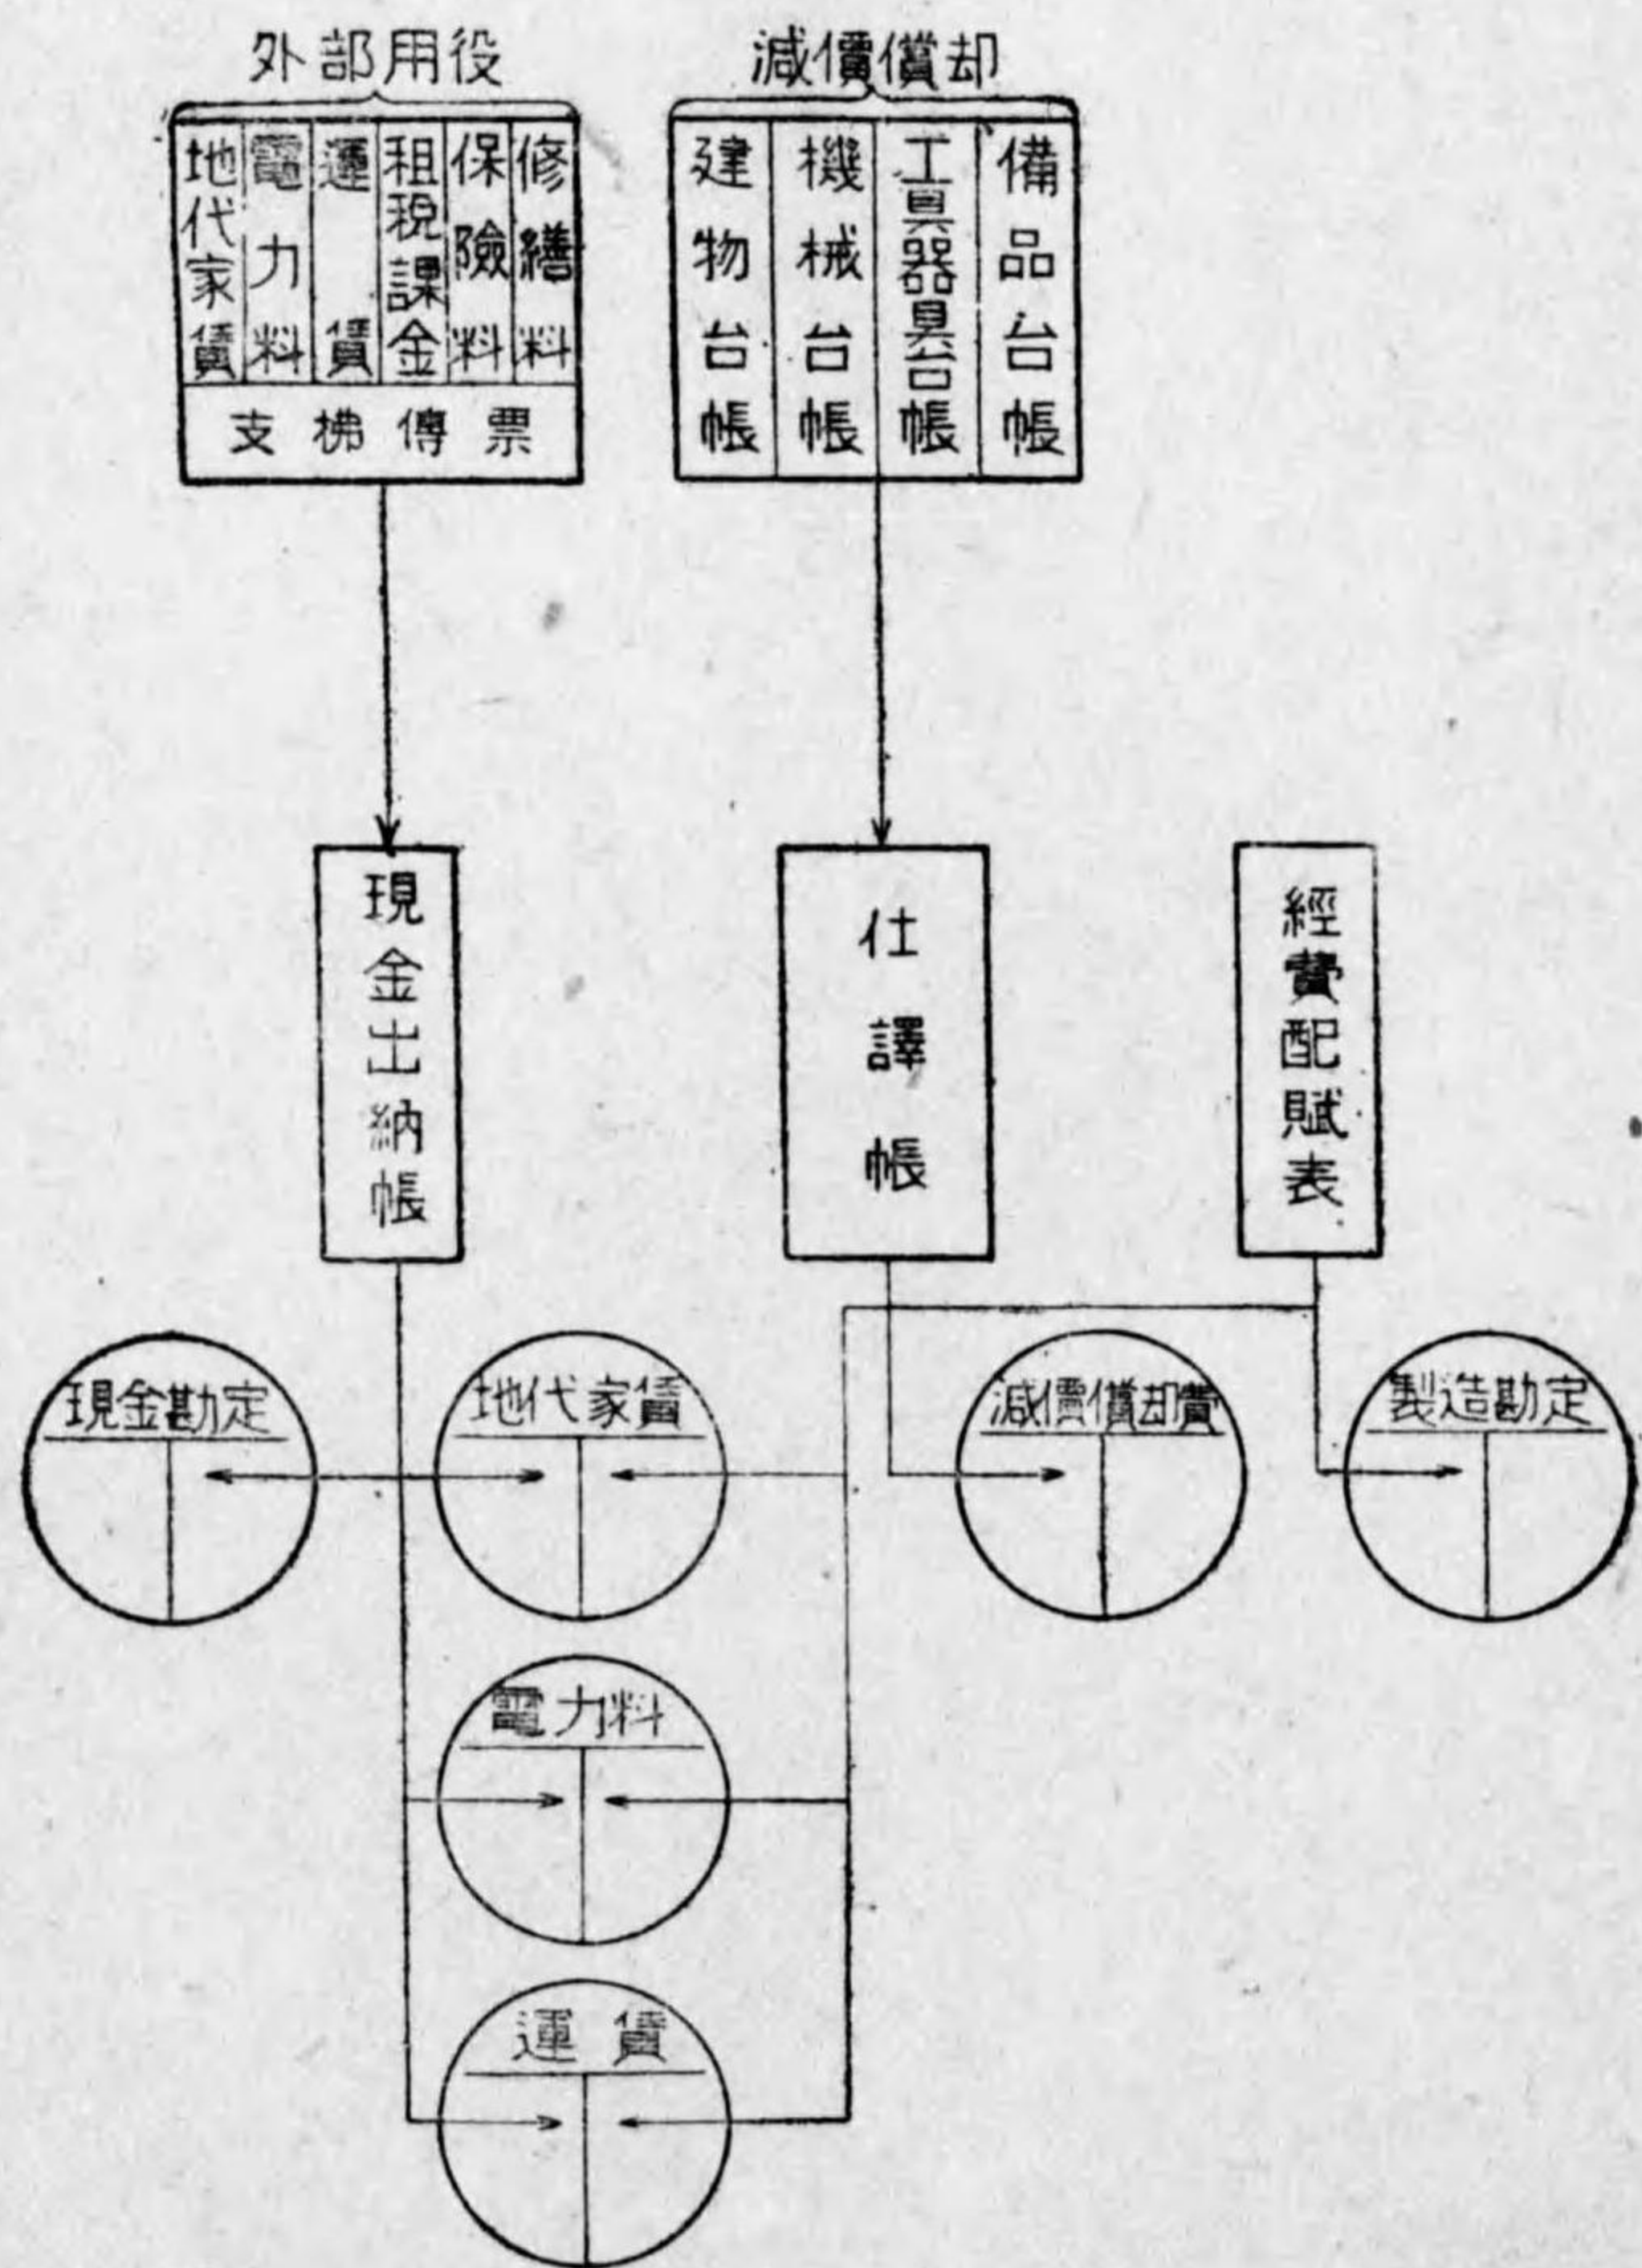 外部用役
地代家賃
電力料
運賃
租税課金
保險料
修繕料
支拂傳票
減價償却
建物台帳
機械台帳
工具器具台帳
備品台帳
現金出納帳
仕譯帳
經費配賦表
現金勘定
地代家賃
減價償却費
製造勘定
電力料
運賃